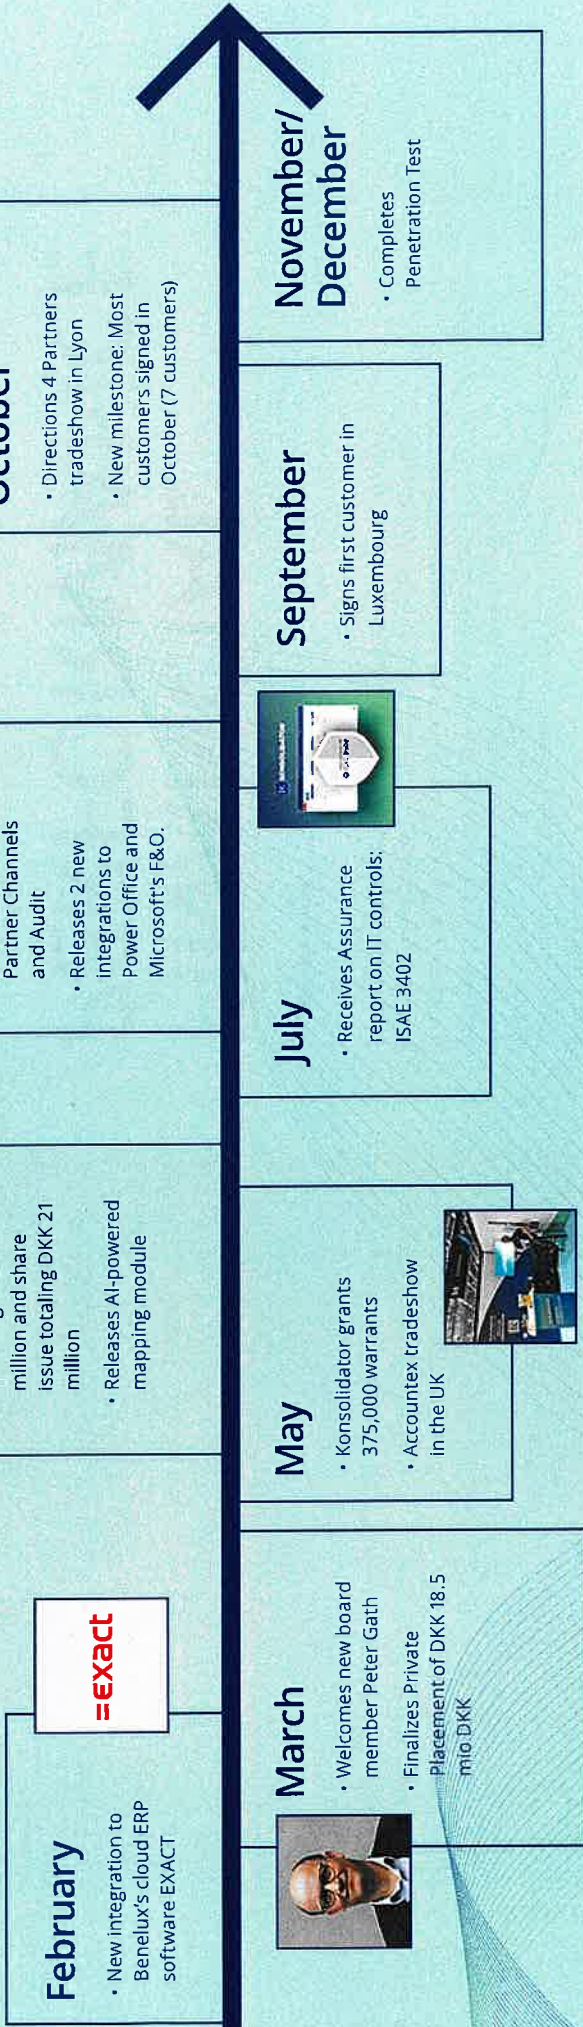 February
• New integration to
Benelux's cloud ERP
software EXACT
=exact
March
• Welcomes new board
member Peter Gath
• Finalizes Private
Placement of DKK 18.5
mio DKK
million and share
issue totaling DKK 21
million
• Releases AI-powered
mapping module
May
• Konsolidator grants
375,000 warrants
• Accountex tradeshow
in the UK
Partner Channels
and Audit
• Releases 2 new
integrations to
Power Office and
Microsoft's F&O.
July
• Receives Assurance
report on IT controls:
ISAE 3402
September
• Signs first customer in
Luxembourg
October
• Directions 4 Partners
tradeshow in Lyon
• New milestone: Most
customers signed in
October (7 customers)
November/
December
• Completes
Penetration Test